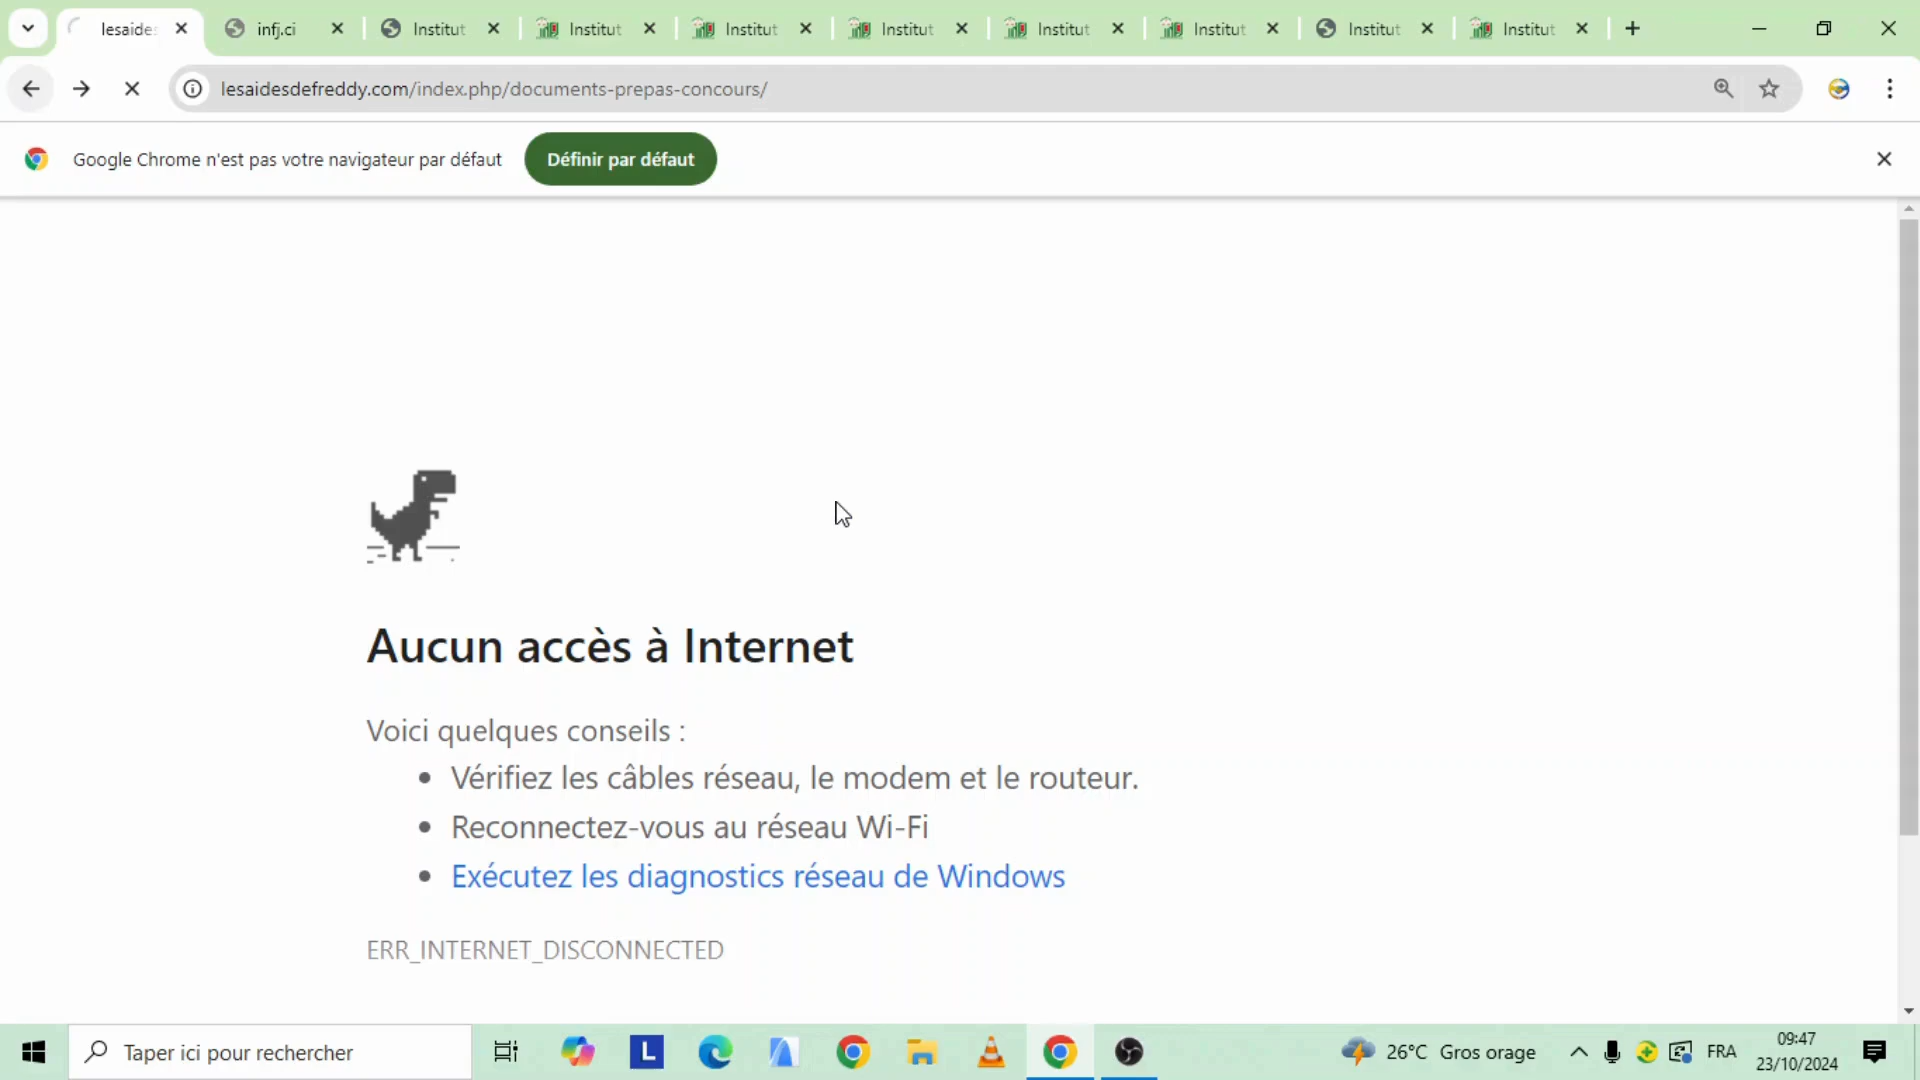 lesaides
infj.ci
Institut
Institut
Institut
Institut
Institut
Institut
Institut
Institut
lesaidesdefreddy.com/index.php/documents-prepas-concours/
Google Chrome n'est pas votre navigateur par défaut
Définir par défaut
Aucun accès à Internet
Voici quelques conseils :
Vérifiez les câbles réseau, le modem et le routeur.
Reconnectez-vous au réseau Wi-Fi
Exécutez les diagnostics réseau de Windows
ERR_INTERNET_DISCONNECTED
Taper ici pour rechercher
L
26°C Gros orage
FRA
09:47
23/10/2024